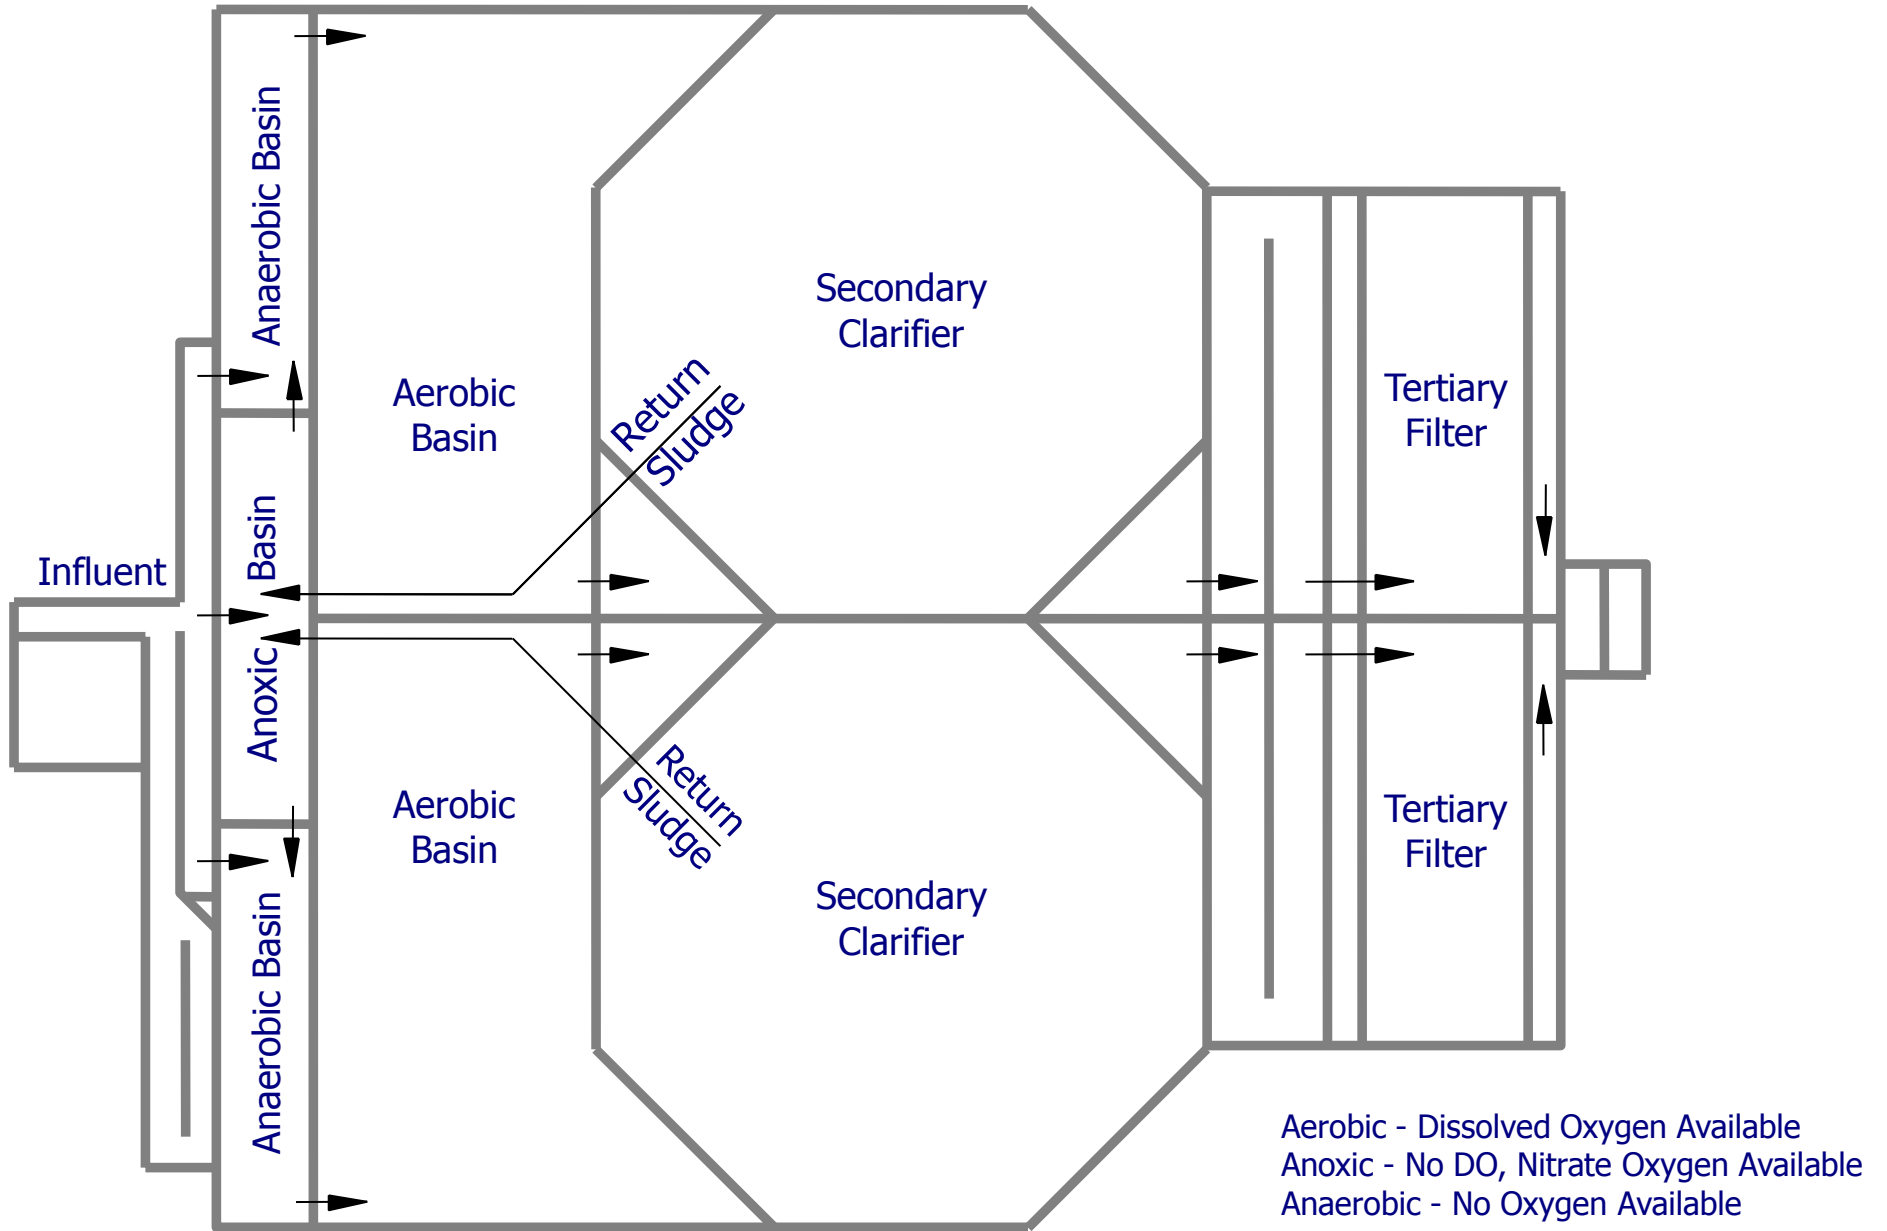 Anaerobic Basin
Secondary
Clarifier
Return
Sludge
Aerobic
Basin
Tertiary
Filter
Influent
Anoxic Basin
Return
Sludge
Aerobic
Basin
Tertiary
Filter
Secondary
Clarifier
Anaerobic Basin
Aerobic - Dissolved Oxygen Available
Anoxic - No DO, Nitrate Oxygen Available
Anaerobic - No Oxygen Available